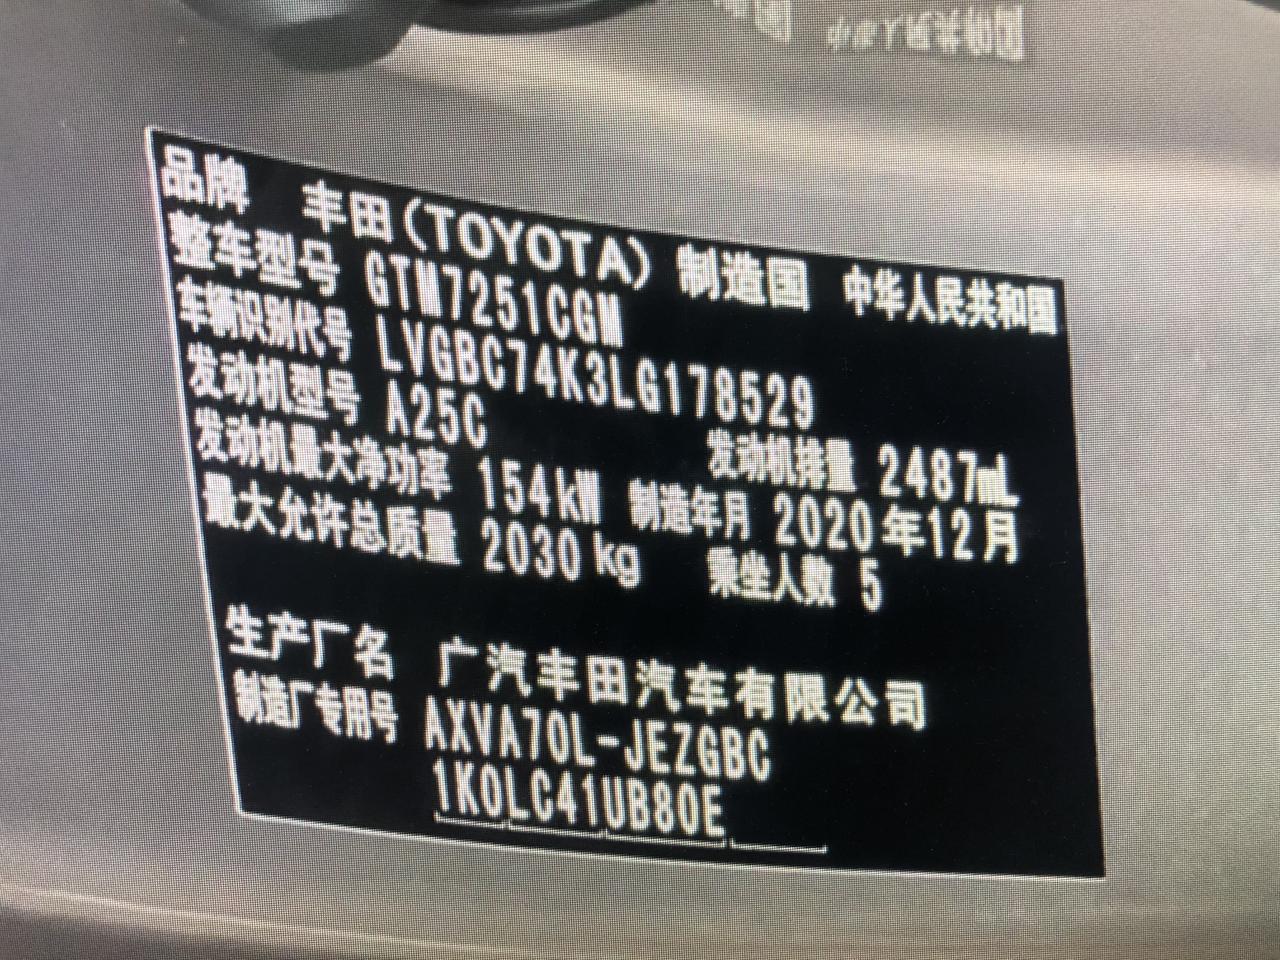 品牌 丰田(TOYOTA) 制造国 中华人民共和国
整车型号 GTM7251CGM
车辆识别代号 LVGBC74K3LG178529
发动机型号 A25C 发动机排量 2487mL
发动机最大净功率 154kW 制造年月 2020年12月
最大允许总质量 2030kg 乘坐人数 5
生产厂名 广汽丰田汽车有限公司
制造厂专用号 AXVA70L-JEZGBC
1K0LC41UB80E